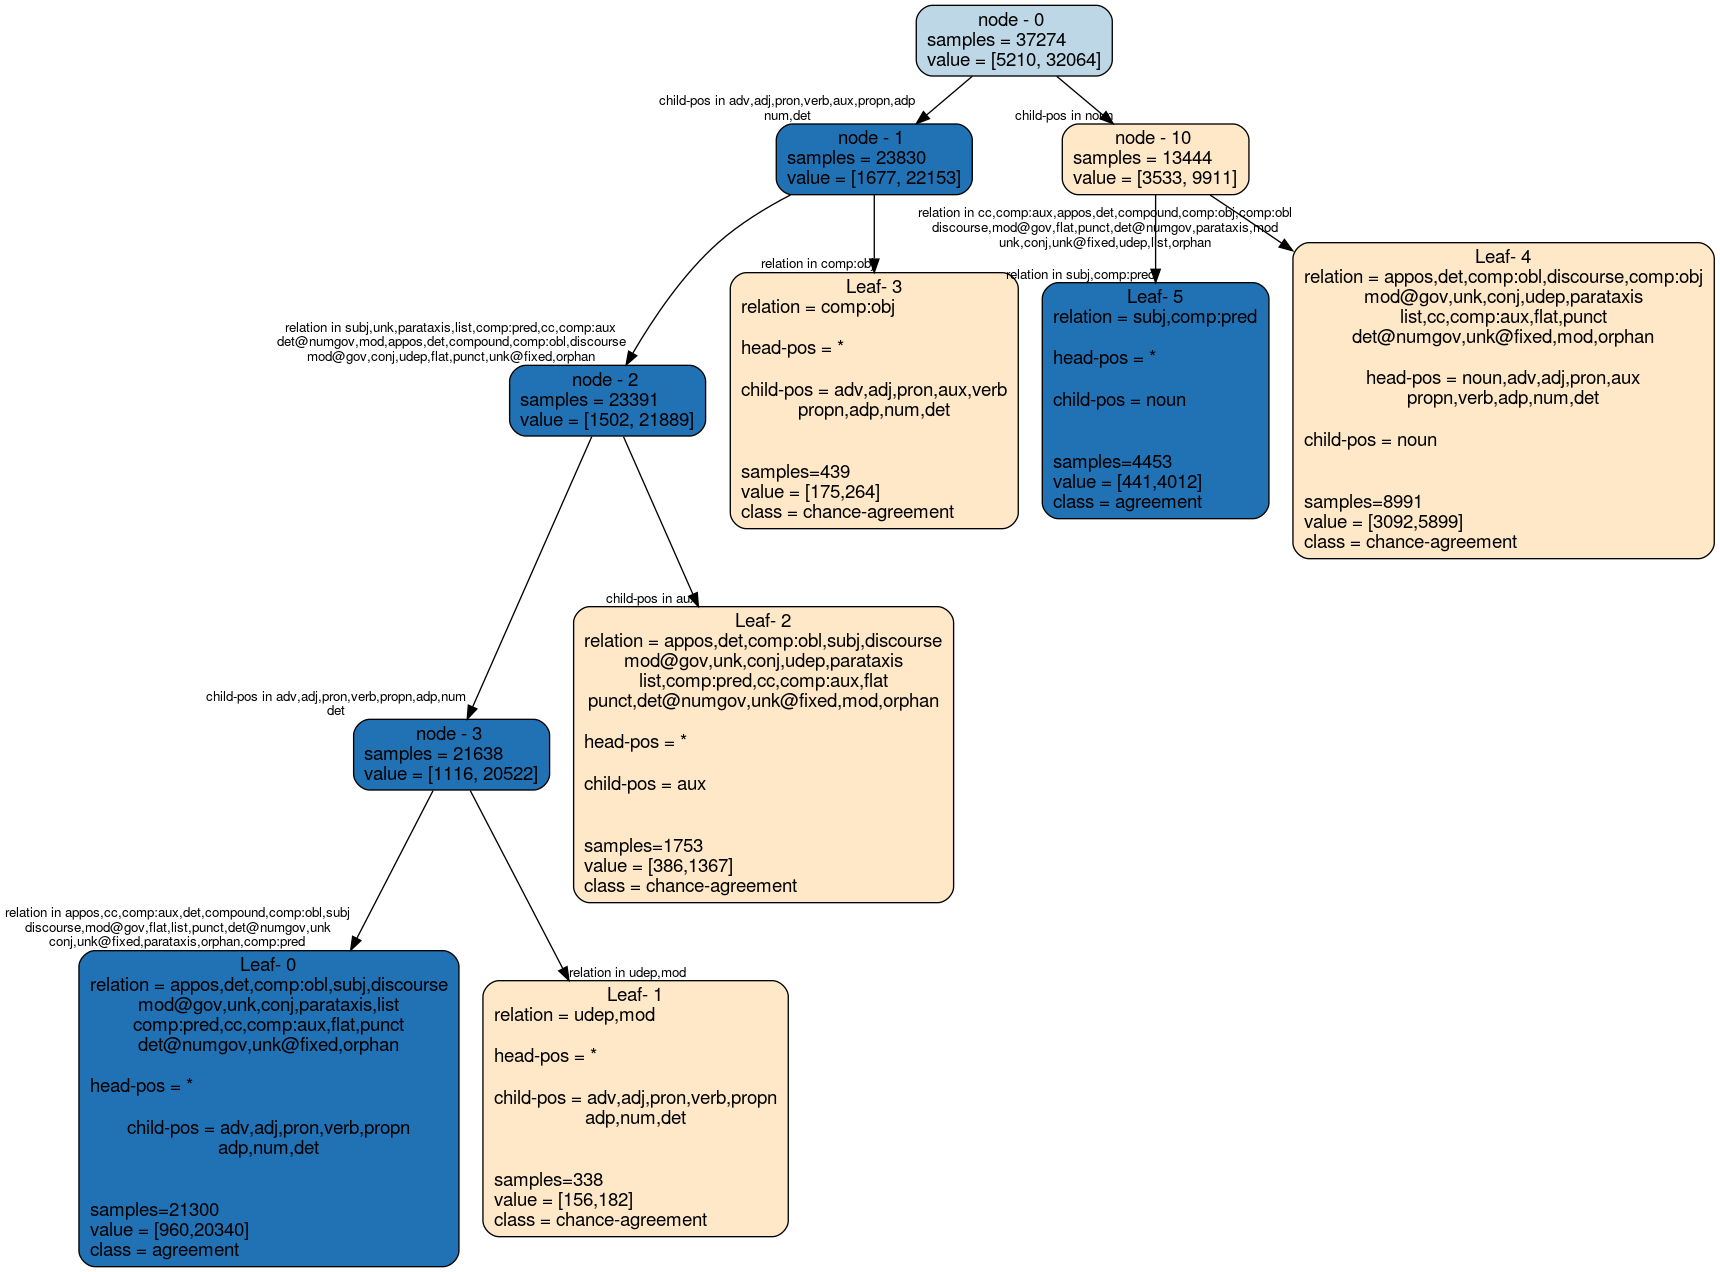 node - 0
samples = 37274
value = [5210, 32064]
child-pos in adv,adj,pron,verb,aux,propn,adp
num,det
child-pos in noun
node - 1
samples = 23830
value = [1677, 22153]
node - 10
samples = 13444
value = [3533, 9911]
relation in cc,comp:aux,appos,det,compound,comp:obj,comp:obl
discourse,mod@gov,flat,punct,det@numgov,parataxis,mod
unk,conj,unk@fixed,udep,list,orphan
relation in comp:obj
relation in subj,comp:pred
Leaf- 3
relation = comp:obj
head-pos = *
child-pos = adv,adj,pron,aux,verb
propn,adp,num,det
samples=439
value = [175,264]
class = chance-agreement
Leaf- 5
relation = subj,comp:pred
head-pos = *
child-pos = noun
samples=4453
value = [441,4012]
class = agreement
Leaf- 4
relation = appos,det,comp:obl,discourse,comp:obj
mod@gov,unk,conj,udep,parataxis
list,cc,comp:aux,flat,punct
det@numgov,unk@fixed,mod,orphan
head-pos = noun,adv,adj,pron,aux
propn,verb,adp,num,det
child-pos = noun
samples=8991
value = [3092,5899]
class = chance-agreement
relation in subj,unk,parataxis,list,comp:pred,cc,comp:aux
det@numgov,mod,appos,det,compound,comp:obl,discourse
mod@gov,conj,udep,flat,punct,unk@fixed,orphan
node - 2
samples = 23391
value = [1502, 21889]
child-pos in aux
Leaf- 2
relation = appos,det,comp:obl,subj,discourse
mod@gov,unk,conj,udep,parataxis
list,comp:pred,cc,comp:aux,flat
punct,det@numgov,unk@fixed,mod,orphan
head-pos = *
child-pos = aux
samples=1753
value = [386,1367]
class = chance-agreement
child-pos in adv,adj,pron,verb,propn,adp,num
det
node - 3
samples = 21638
value = [1116, 20522]
relation in appos,cc,comp:aux,det,compound,comp:obl,subj
discourse,mod@gov,flat,list,punct,det@numgov,unk
conj,unk@fixed,parataxis,orphan,comp:pred
relation in udep,mod
Leaf- 0
relation = appos,det,comp:obl,subj,discourse
mod@gov,unk,conj,parataxis,list
comp:pred,cc,comp:aux,flat,punct
det@numgov,unk@fixed,orphan
head-pos = *
child-pos = adv,adj,pron,verb,propn
adp,num,det
samples=21300
value = [960,20340]
class = agreement
Leaf- 1
relation = udep,mod
head-pos = *
child-pos = adv,adj,pron,verb,propn
adp,num,det
samples=338
value = [156,182]
class = chance-agreement